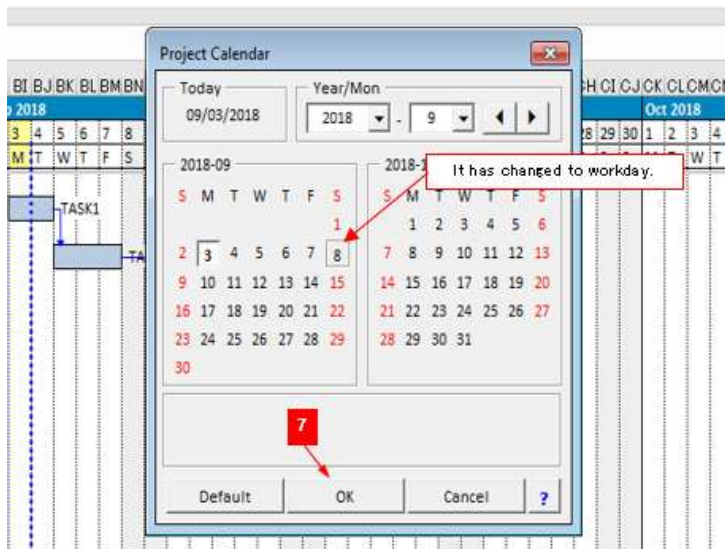 Project Calendar
BI BJ BK BL BM BN
CH CI CJ CK CL CM CN
Today
09/03/2018
Year/Mon
2018 - 9
2018
Oct 2018
3 4 5 6 7 8
28 29 30 1 2 3 4
M T W T F S
W T
It has changed to workday.
TASK1
2018-09
S M T W T F S
1
2 3 4 5 6 7 8
9 10 11 12 13 14 15
16 17 18 19 20 21 22
23 24 25 26 27 28 29
30
2018-1
S M T W T F S
1 2 3 4 5 6
7 8 9 10 11 12 13
14 15 16 17 18 19 20
21 22 23 24 25 26 27
28 29 30 31
TA
7
Default
OK
Cancel
?